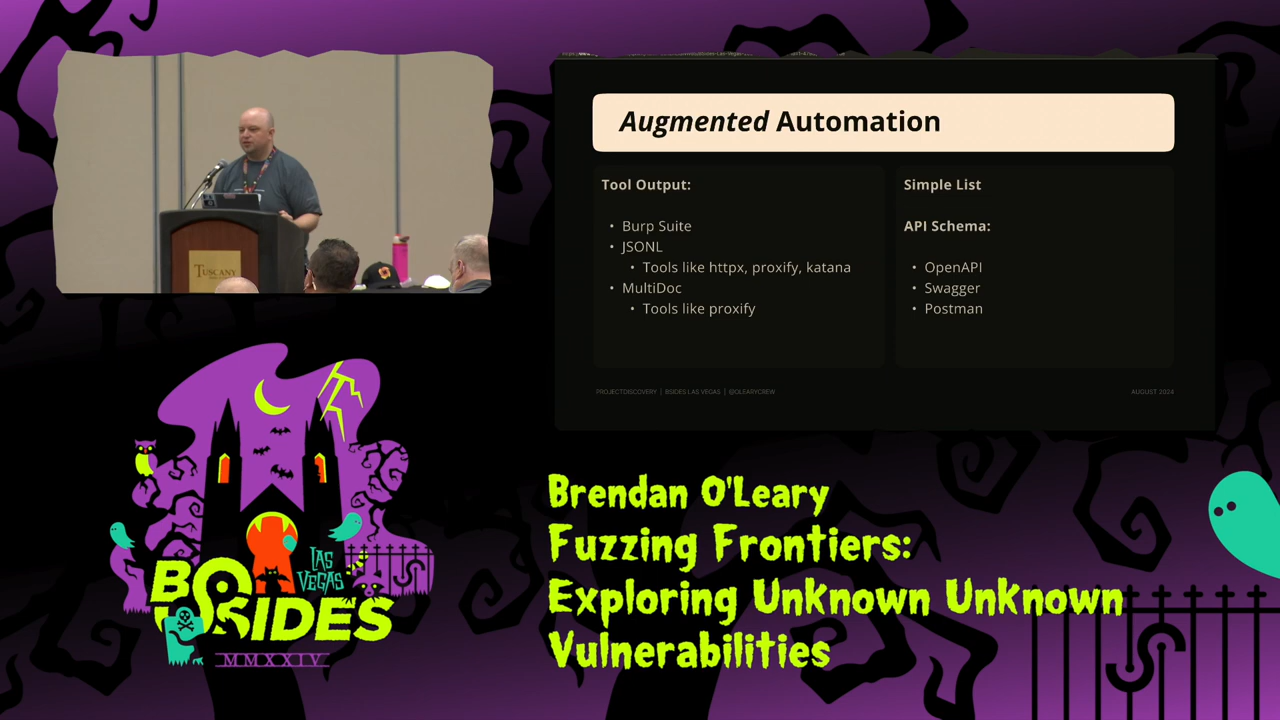 Augmented Automation
Tool Output:
• Burp Suite
• JSONL
• Tools like httpx, proxify, katana
• MultiDoc
• Tools like proxify
Simple List
API Schema:
• OpenAPI
• Swagger
• Postman
PROJECTDISCOVERY | BSIDES LAS VEGAS | @OLEARYCREW
AUGUST 2024
TUSCANY
LAS
VEGAS
BSIDES
MMXXIV
Brendan O'Leary
Fuzzing Frontiers:
Exploring Unknown Unknown
Vulnerabilities